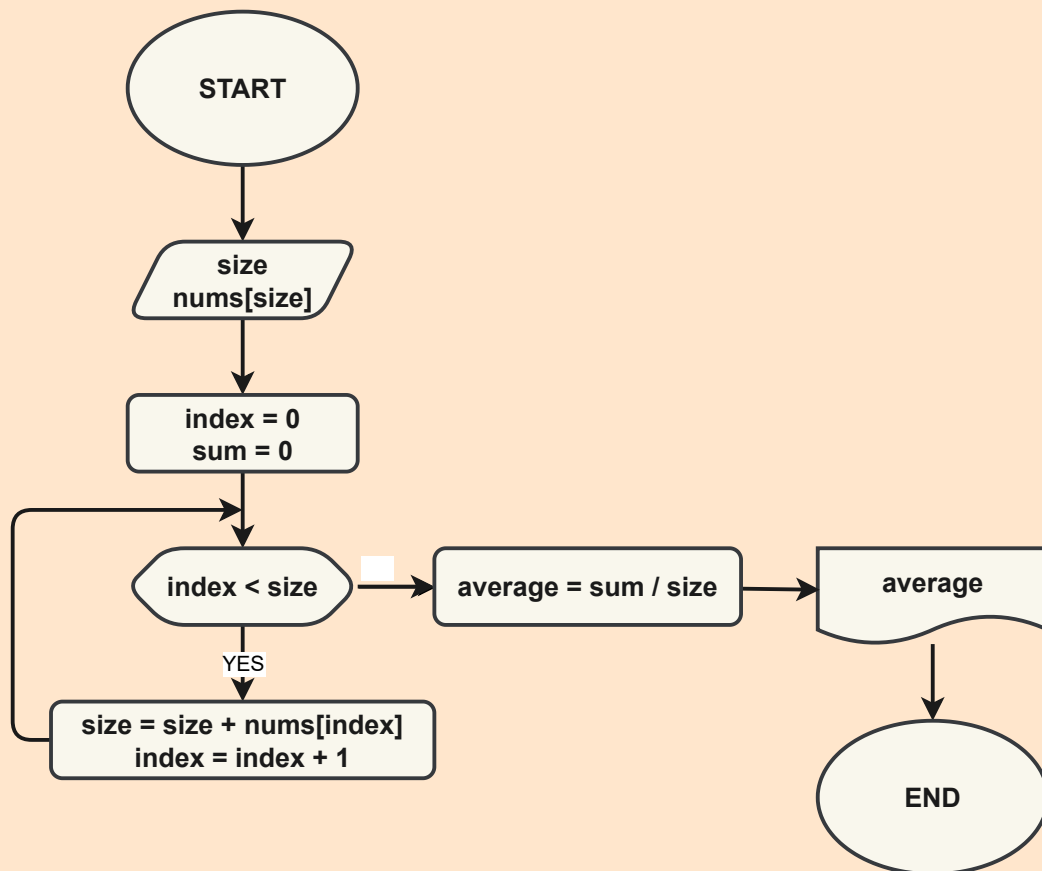 START
size
nums[size]
index = 0
sum = 0
index < size
YES
size = size + nums[index]
index = index + 1
average = sum / size
average
END